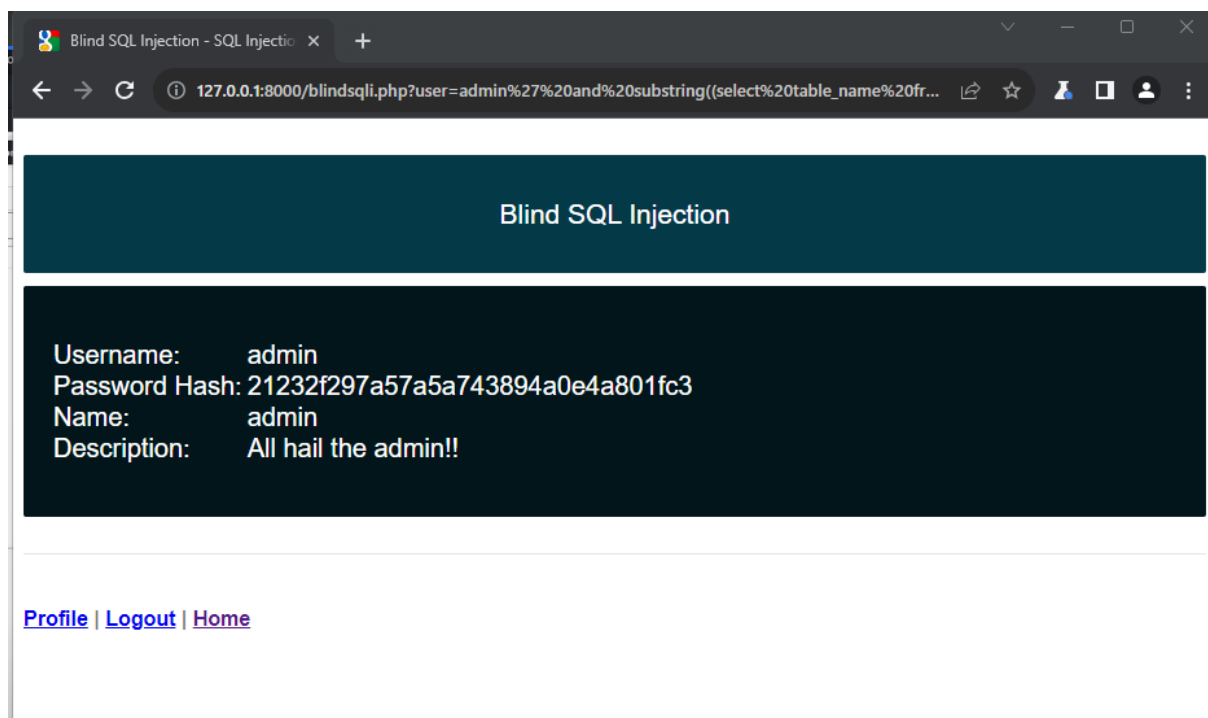 Blind SQL Injection - SQL Injectio
127.0.0.1:8000/blindsqli.php?user=admin%27%20and%20substring((select%20table_name%20fr...
Blind SQL Injection
Username: admin
Password Hash: 21232f297a57a5a743894a0e4a801fc3
Name: admin
Description: All hail the admin!!
Profile | Logout | Home